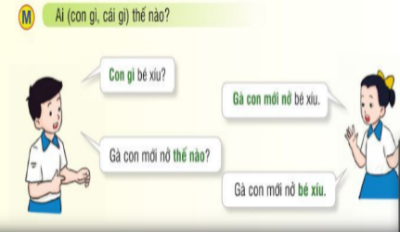 M Ai (con gì, cái gì) thế nào?
Con gì bé xíu?
Gà con mới nở bé xíu.
Gà con mới nở thế nào?
Gà con mới nở bé xíu.